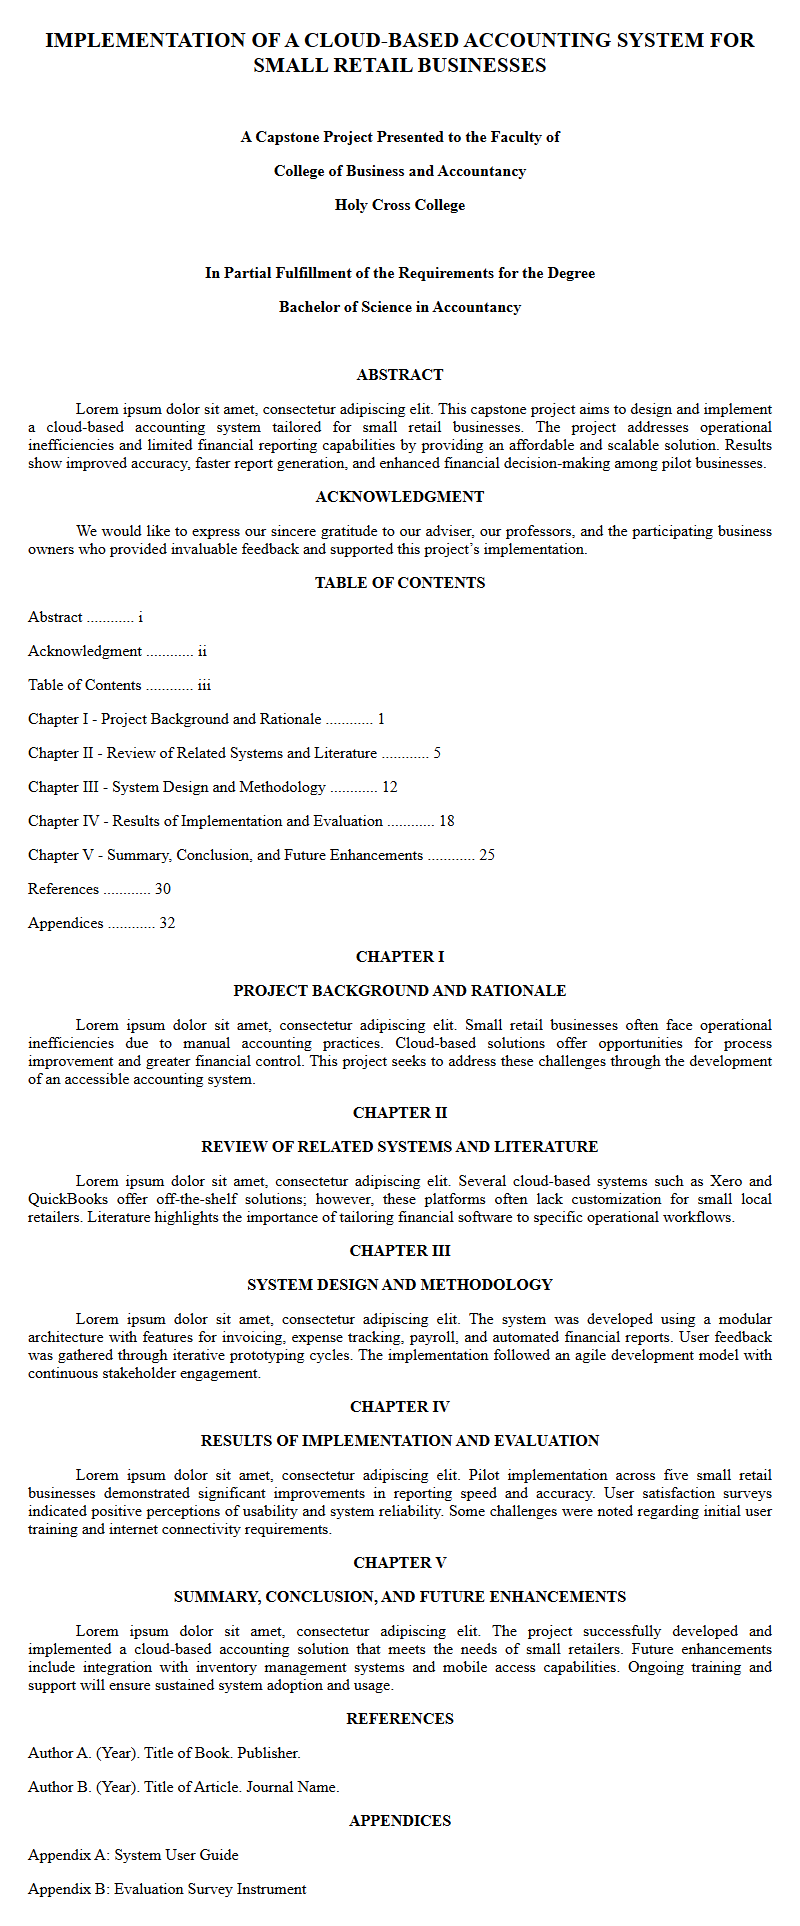 IMPLEMENTATION OF A CLOUD-BASED ACCOUNTING SYSTEM FOR
SMALL RETAIL BUSINESSES
A Capstone Project Presented to the Faculty of
College of Business and Accountancy
Holy Cross College
In Partial Fulfillment of the Requirements for the Degree
Bachelor of Science in Accountancy
ABSTRACT
Lorem ipsum dolor sit amet, consectetur adipiscing elit. This capstone project aims to design and implement
a cloud-based accounting system tailored for small retail businesses. The project addresses operational
inefficiencies and limited financial reporting capabilities by providing an affordable and scalable solution. Results
show improved accuracy, faster report generation, and enhanced financial decision-making among pilot businesses.
ACKNOWLEDGMENT
We would like to express our sincere gratitude to our adviser, our professors, and the participating business
owners who provided invaluable feedback and supported this project’s implementation.
TABLE OF CONTENTS
Abstract ............ i
Acknowledgment ............ ii
Table of Contents ............ iii
Chapter I - Project Background and Rationale ............ 1
Chapter II - Review of Related Systems and Literature ............ 5
Chapter III - System Design and Methodology ............ 12
Chapter IV - Results of Implementation and Evaluation ............ 18
Chapter V - Summary, Conclusion, and Future Enhancements ............ 25
References ............ 30
Appendices ............ 32
CHAPTER I
PROJECT BACKGROUND AND RATIONALE
Lorem ipsum dolor sit amet, consectetur adipiscing elit. Small retail businesses often face operational
inefficiencies due to manual accounting practices. Cloud-based solutions offer opportunities for process
improvement and greater financial control. This project seeks to address these challenges through the development
of an accessible accounting system.
CHAPTER II
REVIEW OF RELATED SYSTEMS AND LITERATURE
Lorem ipsum dolor sit amet, consectetur adipiscing elit. Several cloud-based systems such as Xero and
QuickBooks offer off-the-shelf solutions; however, these platforms often lack customization for small local
retailers. Literature highlights the importance of tailoring financial software to specific operational workflows.
CHAPTER III
SYSTEM DESIGN AND METHODOLOGY
Lorem ipsum dolor sit amet, consectetur adipiscing elit. The system was developed using a modular
architecture with features for invoicing, expense tracking, payroll, and automated financial reports. User feedback
was gathered through iterative prototyping cycles. The implementation followed an agile development model with
continuous stakeholder engagement.
CHAPTER IV
RESULTS OF IMPLEMENTATION AND EVALUATION
Lorem ipsum dolor sit amet, consectetur adipiscing elit. Pilot implementation across five small retail
businesses demonstrated significant improvements in reporting speed and accuracy. User satisfaction surveys
indicated positive perceptions of usability and system reliability. Some challenges were noted regarding initial user
training and internet connectivity requirements.
CHAPTER V
SUMMARY, CONCLUSION, AND FUTURE ENHANCEMENTS
Lorem ipsum dolor sit amet, consectetur adipiscing elit. The project successfully developed and
implemented a cloud-based accounting solution that meets the needs of small retailers. Future enhancements
include integration with inventory management systems and mobile access capabilities. Ongoing training and
support will ensure sustained system adoption and usage.
REFERENCES
Author A. (Year). Title of Book. Publisher.
Author B. (Year). Title of Article. Journal Name.
APPENDICES
Appendix A: System User Guide
Appendix B: Evaluation Survey Instrument